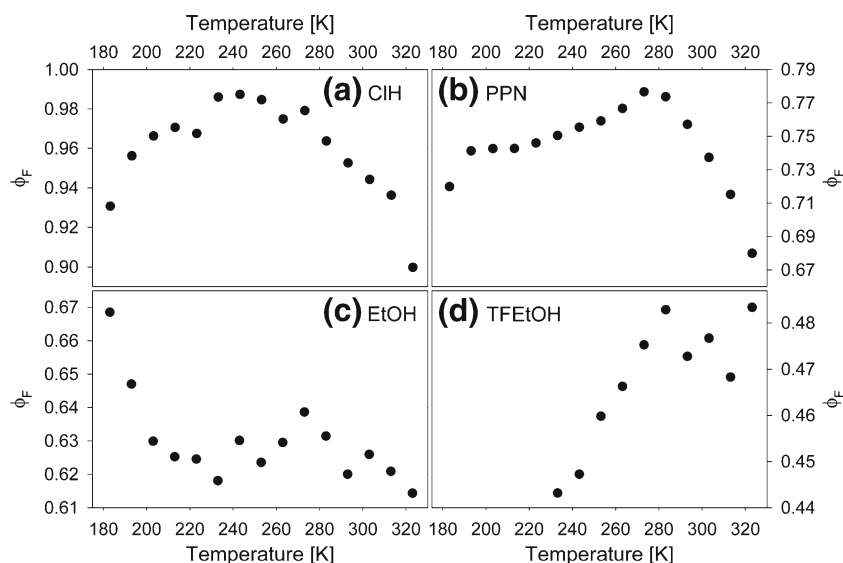 Temperature [K] Temperature [K]
180 200 220 240 260 280 300 320 180 200 220 240 260 280 300 320
1.00 (a) ClH (b) PPN 0.79
0.98 0.77
0.96 0.75
ϕF 0.73 ϕF
0.94 0.71
0.92 0.69
0.90 0.67
0.67 (c) EtOH (d) TFEtOH
0.66 0.48
0.65 0.47
ϕF ϕF
0.64 0.46
0.63
0.62 0.45
0.61 0.44
180 200 220 240 260 280 300 320 180 200 220 240 260 280 300 320
Temperature [K] Temperature [K]